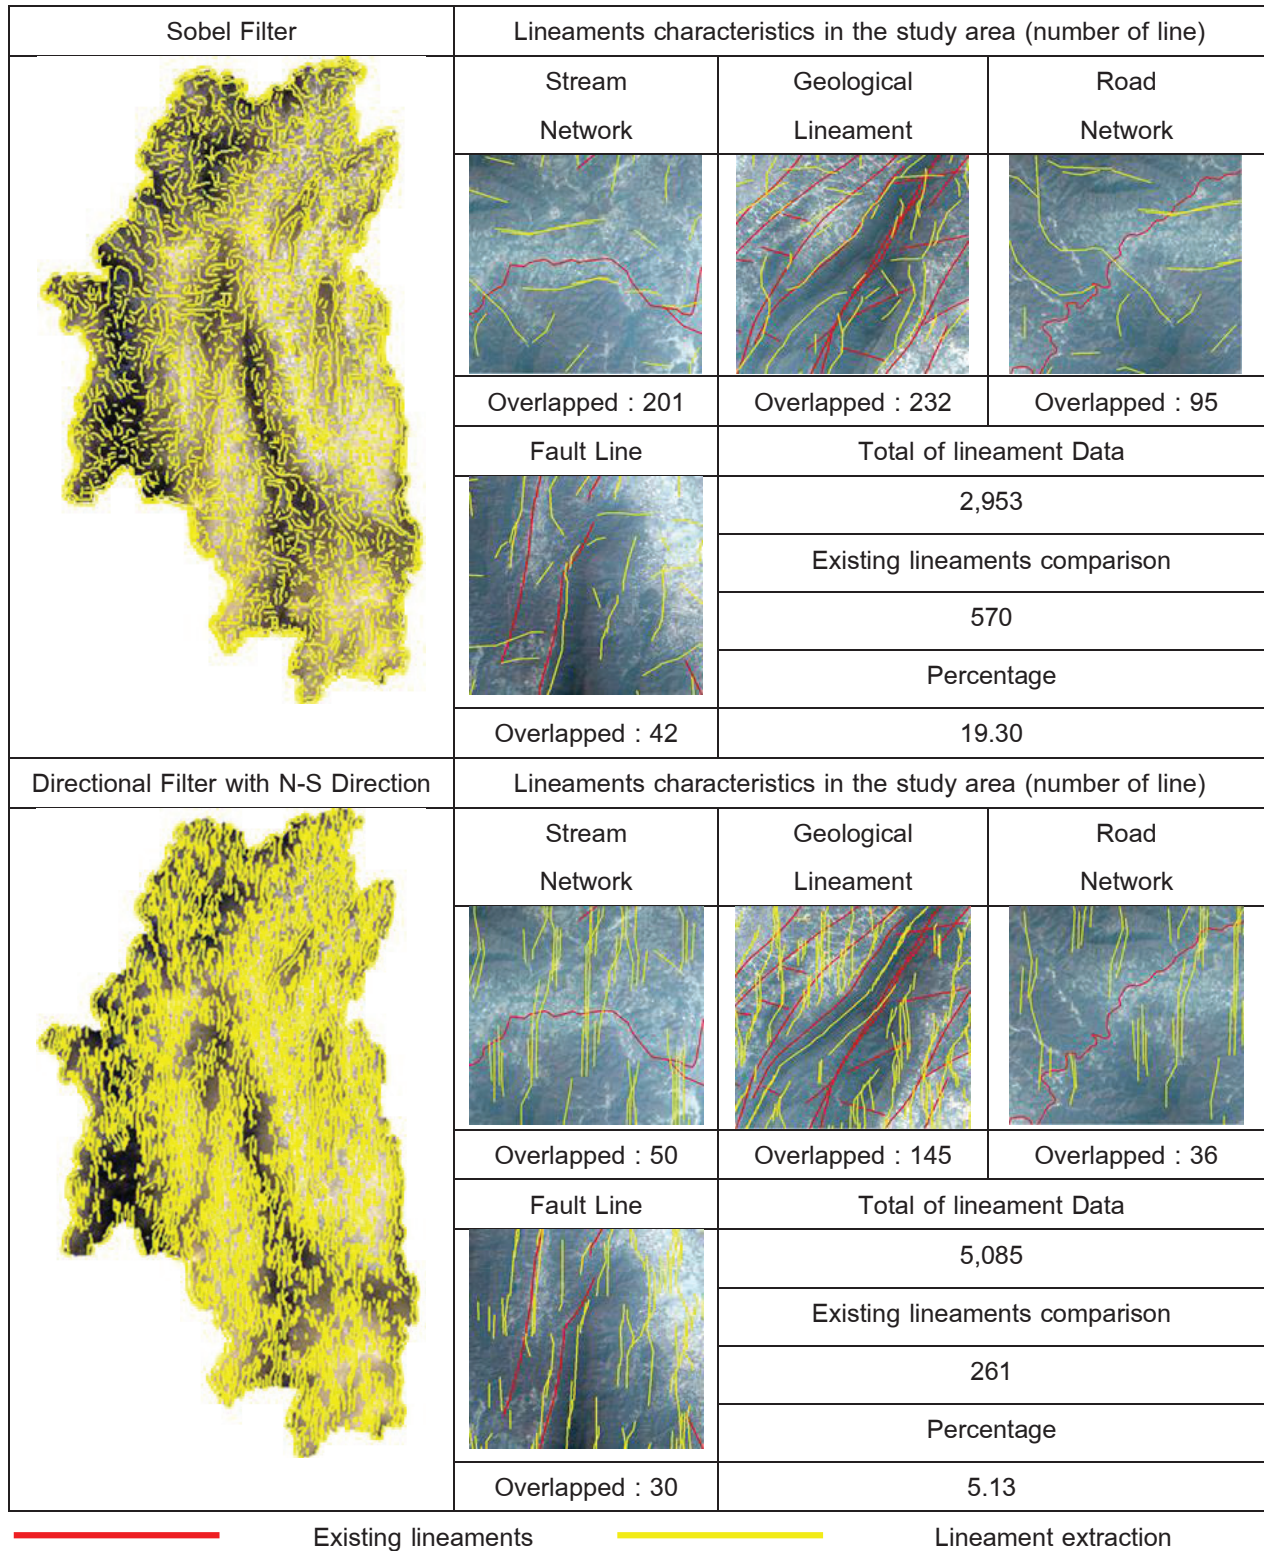 Sobel Filter
Lineaments characteristics in the study area (number of line)
Stream
Network
Geological
Lineament
Road
Network
Overlapped : 201
Overlapped : 232
Overlapped : 95
Fault Line
Total of lineament Data
2,953
Existing lineaments comparison
570
Percentage
Overlapped : 42
19.30
Directional Filter with N-S Direction
Lineaments characteristics in the study area (number of line)
Stream
Network
Geological
Lineament
Road
Network
Overlapped : 50
Overlapped : 145
Overlapped : 36
Fault Line
Total of lineament Data
5,085
Existing lineaments comparison
261
Percentage
Overlapped : 30
5.13
Existing lineaments
Lineament extraction